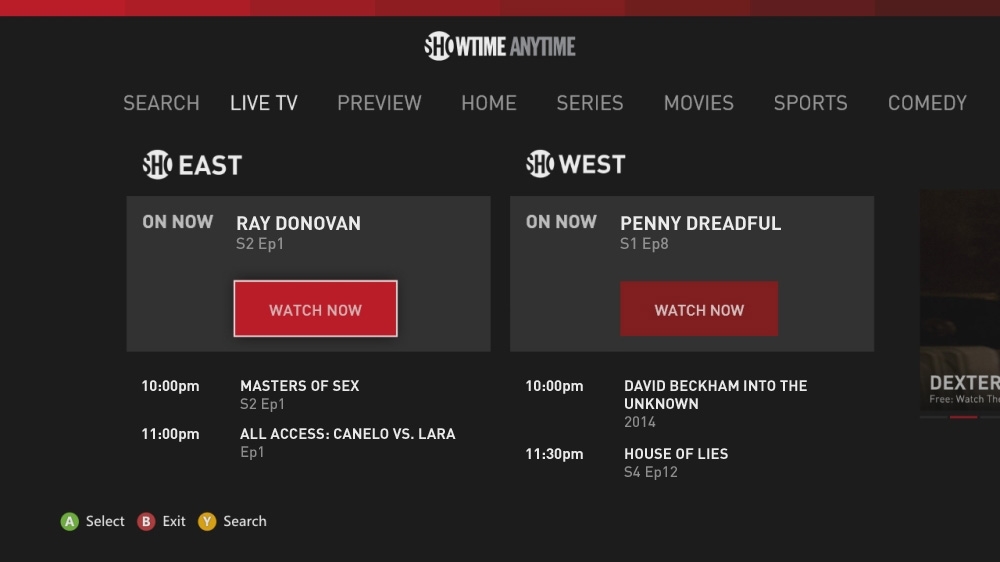 SHOWTIME ANYTIME
SEARCH LIVE TV PREVIEW HOME SERIES MOVIES SPORTS COMEDY
SHO EAST
ON NOW RAY DONOVAN
S2 Ep1
WATCH NOW
10:00pm MASTERS OF SEX
S2 Ep1
11:00pm ALL ACCESS: CANELO VS. LARA
Ep1
SHO WEST
ON NOW PENNY DREADFUL
S1 Ep8
WATCH NOW
10:00pm DAVID BECKHAM INTO THE
UNKNOWN
2014
11:30pm HOUSE OF LIES
S4 Ep12
DEXTER
Free: Watch Th
A Select B Exit Y Search